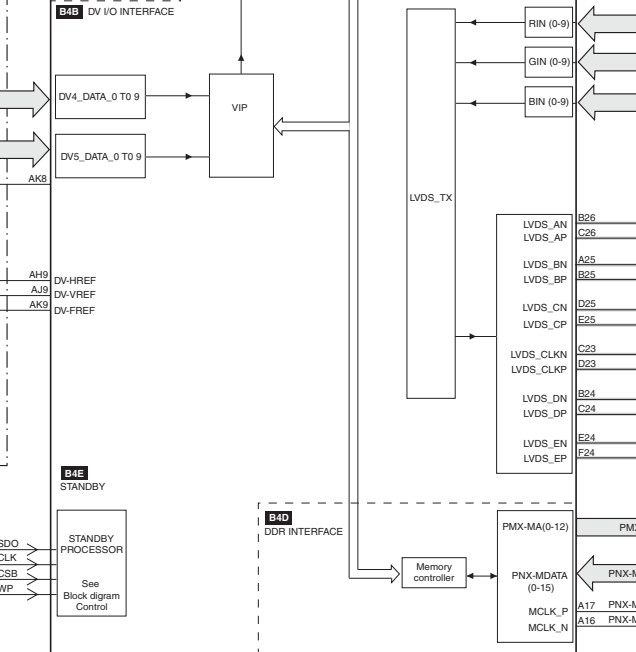 B4B DV I/O INTERFACE
RIN (0-9)
GIN (0-9)
BIN (0-9)
DV4_DATA_0 T0 9
VIP
DV5_DATA_0 T0 9
AK8
LVDS_TX
LVDS_AN B26
LVDS_AP C26
LVDS_BN A25
LVDS_BP B25
LVDS_CN D25
LVDS_CP E25
LVDS_CLKN C23
LVDS_CLKP D23
LVDS_DN B24
LVDS_DP C24
LVDS_EN E24
LVDS_EP F24
AH9 DV-HREF
AJ9 DV-VREF
AK9 DV-FREF
B4E
STANDBY
STANDBY
PROCESSOR
See
Block digram
Control
SDO
CLK
CSB
WP
B4D
DDR INTERFACE
Memory
controller
PMX-MA(0-12) PMX
PNX-MDATA PNX-M
(0-15)
MCLK_P A17 PNX-M
MCLK_N A16 PNX-M